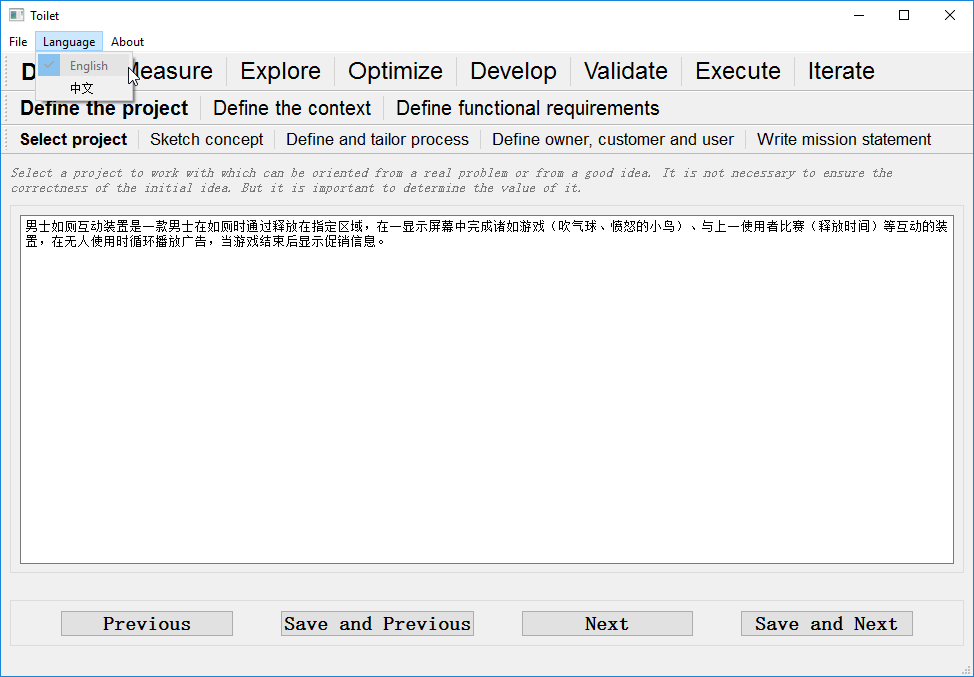 Toilet
File Language About
English
中文
D easure Explore Optimize Develop Validate Execute Iterate
Define the project Define the context Define functional requirements
Select project Sketch concept Define and tailor process Define owner, customer and user Write mission statement
Select a project to work with which can be oriented from a real problem or from a good idea. It is not necessary to ensure the
correctness of the initial idea. But it is important to determine the value of it.
男士如厕互动装置是一款男士在如厕时通过释放在指定区域，在一显示屏幕中完成诸如游戏（吹气球、愤怒的小鸟）、与上一使用者比赛（释放时间）等互动的装
置，在无人使用时循环播放广告，当游戏结束后显示促销信息。
Previous Save and Previous Next Save and Next